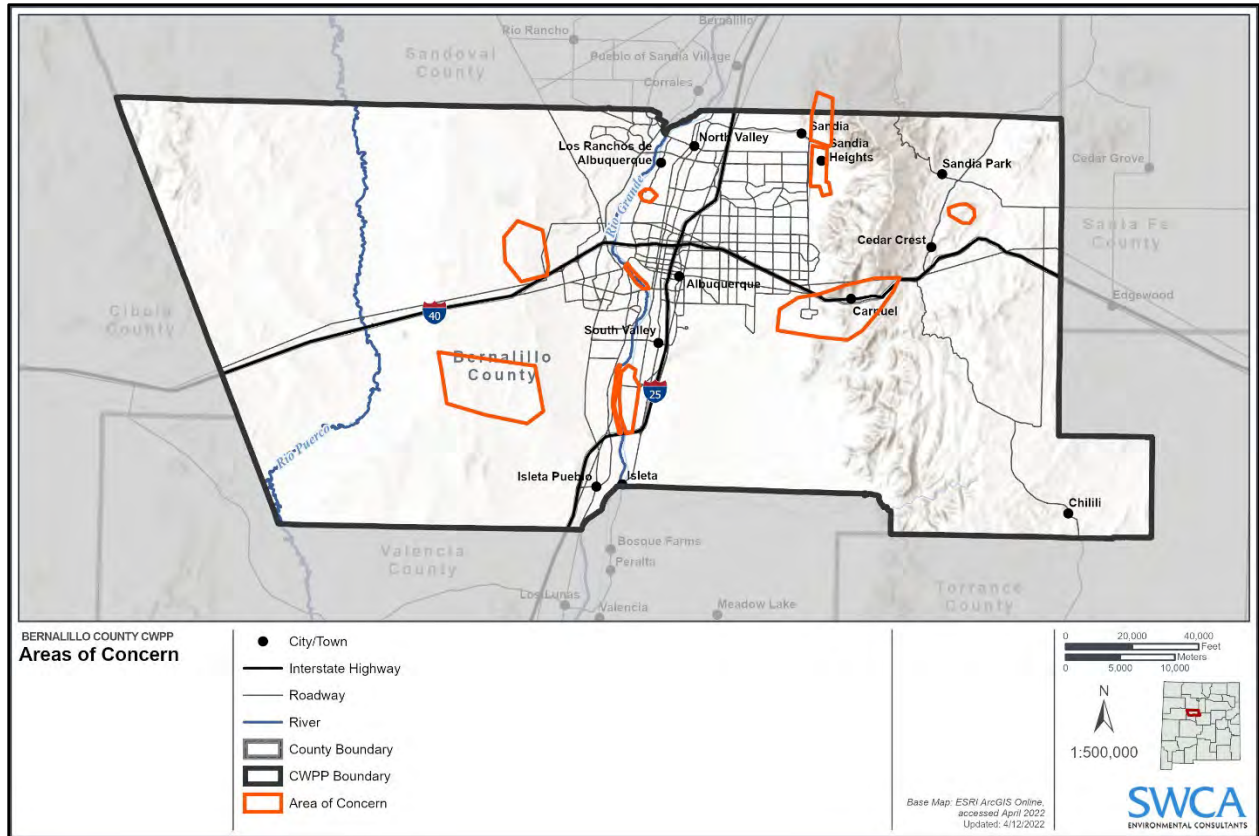 Bernalillo
Rio Rancho
Sandoval
County
Pueblo of Sandia Village
Corrales
Sandia
North Valley
Los Ranchos de
Albuquerque
Sandia
Heights
Sandia Park
Cedar Grove
Rio Grande
Santa Fe
County
Cedar Crest
Albuquerque
Carnuel
Edgewood
Cibola
County
40
South Valley
Bernalillo
County
25
Rio Puerco
Isleta Pueblo
Isleta
Chilili
Valencia
County
Bosque Farms
Peralta
Torrance
County
Los Lunas
Valencia
Meadow Lake
BERNALILLO COUNTY CWPP
Areas of Concern
City/Town
Interstate Highway
Roadway
River
County Boundary
CWPP Boundary
Area of Concern
Base Map: ESRI ArcGIS Online,
accessed April 2022
Updated: 4/12/2022
0 20,000 40,000
Feet
Meters
0 5,000 10,000
N
1:500,000
SWCA
ENVIRONMENTAL CONSULTANTS